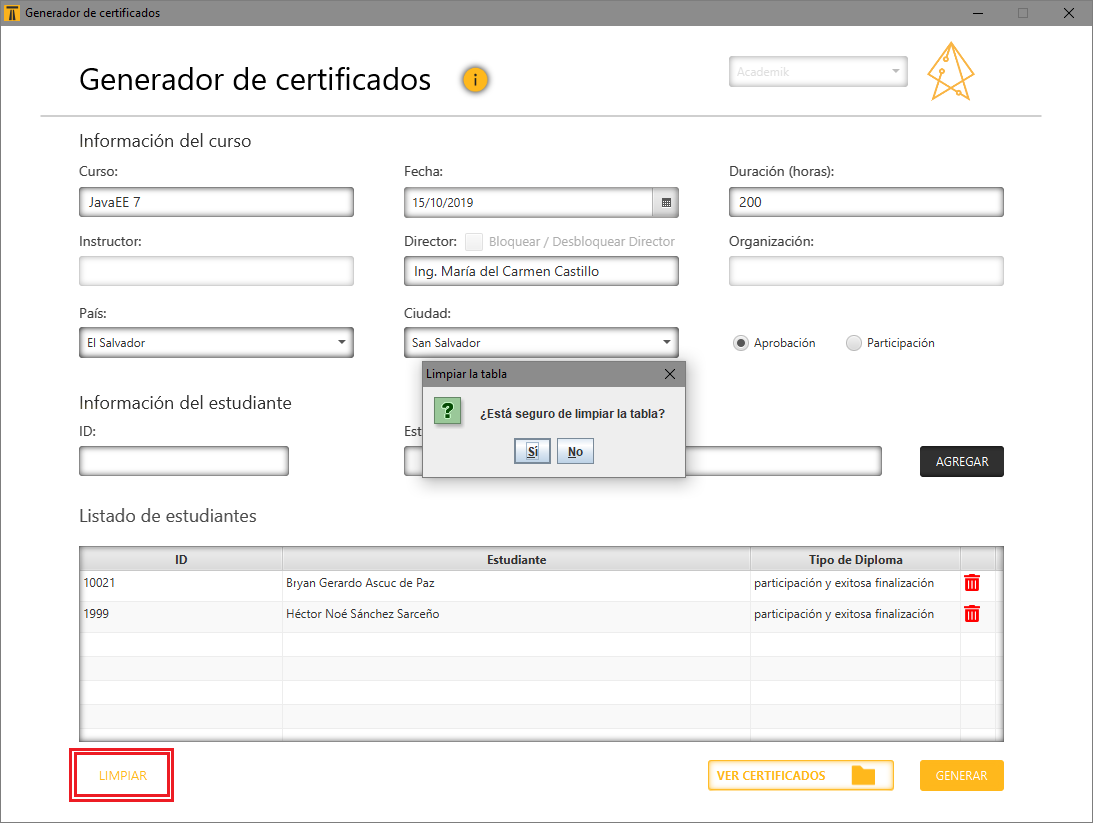 Generador de certificados
Generador de certificados
i
Academik
Información del curso
Curso: Fecha: Duración (horas):
JavaEE 7 15/10/2019 200
Instructor: Director: Bloquear / Desbloquear Director Organización:
Ing. María del Carmen Castillo
País: Ciudad:
El Salvador San Salvador Aprobación Participación
Limpiar la tabla
? ¿Está seguro de limpiar la tabla?
Sí No
Información del estudiante
ID: Est
AGREGAR
Listado de estudiantes
ID Estudiante Tipo de Diploma
10021 Bryan Gerardo Ascuc de Paz participación y exitosa finalización
1999 Héctor Noé Sánchez Sarceño participación y exitosa finalización
LIMPIAR VER CERTIFICADOS GENERAR